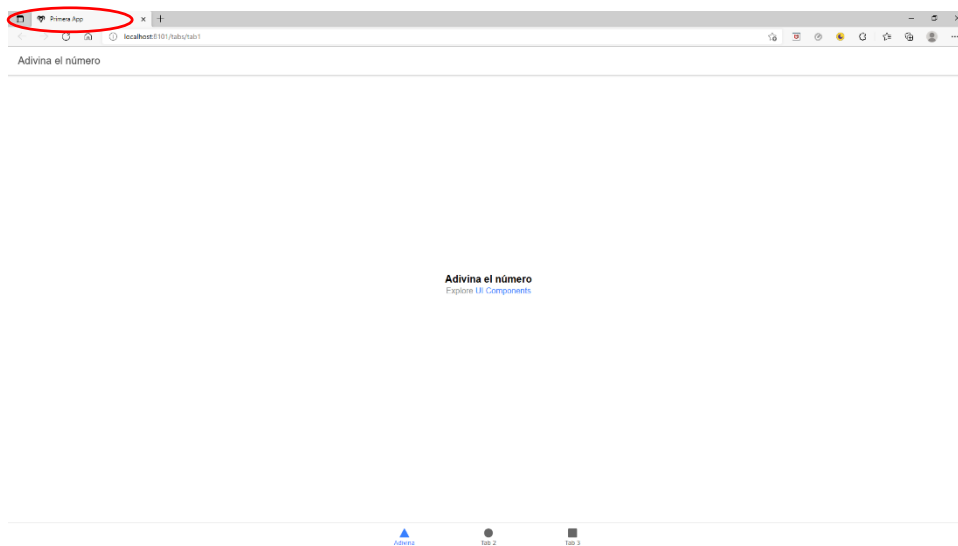 Primera App
localhost:8101/tabs/tab1
Adivina el número
Adivina el número
Explore UI Components
Adivina
Tab 2
Tab 3